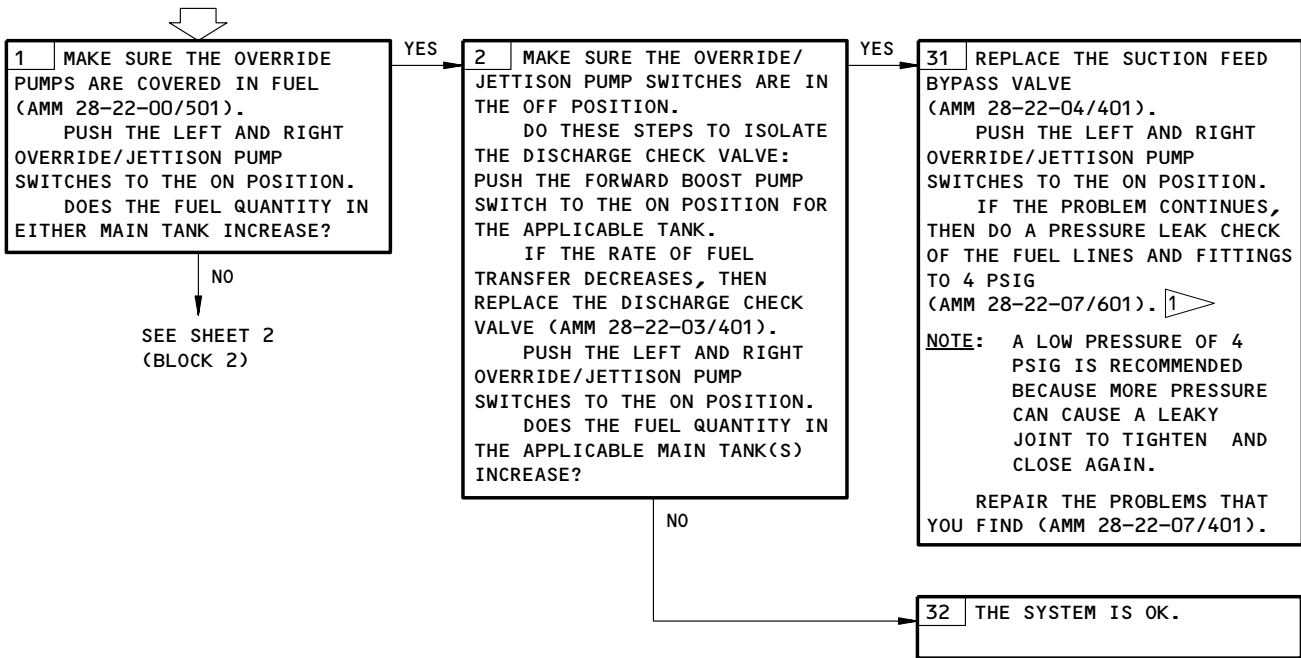 1 MAKE SURE THE OVERRIDE
PUMPS ARE COVERED IN FUEL
(AMM 28-22-00/501).
PUSH THE LEFT AND RIGHT
OVERRIDE/JETTISON PUMP
SWITCHES TO THE ON POSITION.
DOES THE FUEL QUANTITY IN
EITHER MAIN TANK INCREASE?
YES
NO
SEE SHEET 2
(BLOCK 2)
2 MAKE SURE THE OVERRIDE/
JETTISON PUMP SWITCHES ARE IN
THE OFF POSITION.
DO THESE STEPS TO ISOLATE
THE DISCHARGE CHECK VALVE:
PUSH THE FORWARD BOOST PUMP
SWITCH TO THE ON POSITION FOR
THE APPLICABLE TANK.
IF THE RATE OF FUEL
TRANSFER DECREASES, THEN
REPLACE THE DISCHARGE CHECK
VALVE (AMM 28-22-03/401).
PUSH THE LEFT AND RIGHT
OVERRIDE/JETTISON PUMP
SWITCHES TO THE ON POSITION.
DOES THE FUEL QUANTITY IN
THE APPLICABLE MAIN TANK(S)
INCREASE?
YES
NO
31 REPLACE THE SUCTION FEED
BYPASS VALVE
(AMM 28-22-04/401).
PUSH THE LEFT AND RIGHT
OVERRIDE/JETTISON PUMP
SWITCHES TO THE ON POSITION.
IF THE PROBLEM CONTINUES,
THEN DO A PRESSURE LEAK CHECK
OF THE FUEL LINES AND FITTINGS
TO 4 PSIG
(AMM 28-22-07/601). 1
NOTE: A LOW PRESSURE OF 4
PSIG IS RECOMMENDED
BECAUSE MORE PRESSURE
CAN CAUSE A LEAKY
JOINT TO TIGHTEN AND
CLOSE AGAIN.
REPAIR THE PROBLEMS THAT
YOU FIND (AMM 28-22-07/401).
32 THE SYSTEM IS OK.